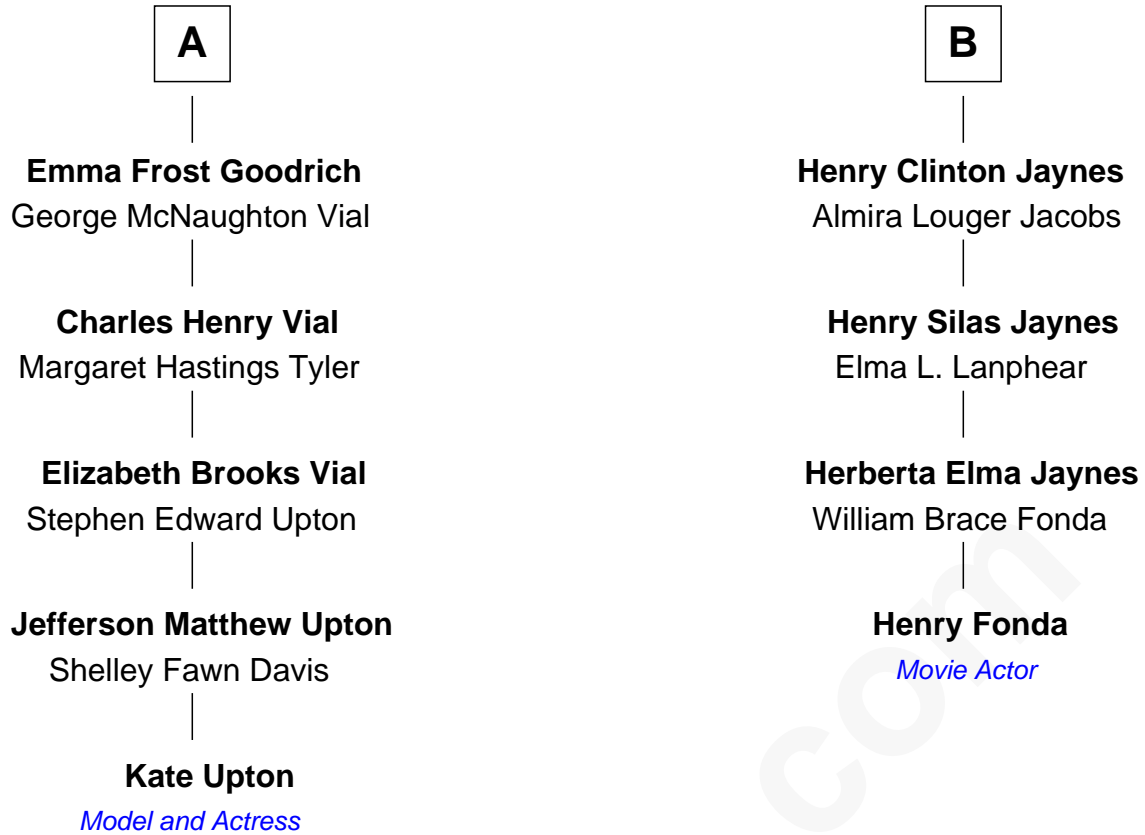 A
B
Emma Frost Goodrich
George McNaughton Vial
Henry Clinton Jaynes
Almira Louger Jacobs
Charles Henry Vial
Margaret Hastings Tyler
Henry Silas Jaynes
Elma L. Lanphear
Elizabeth Brooks Vial
Stephen Edward Upton
Herberta Elma Jaynes
William Brace Fonda
Jefferson Matthew Upton
Shelley Fawn Davis
Henry Fonda
Movie Actor
Kate Upton
Model and Actress
com